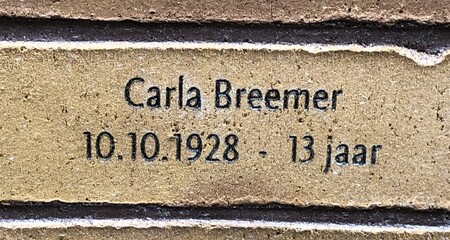 Carla Breemer
10.10.1928 - 13 jaar